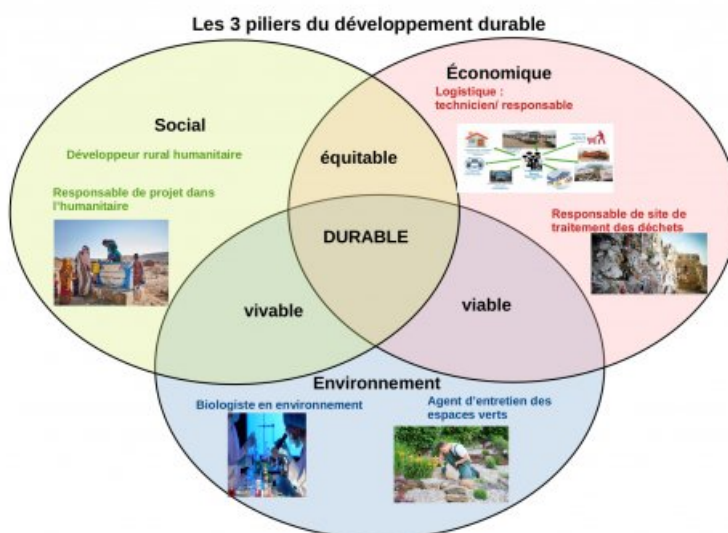 Les 3 piliers du développement durable
Économique
Logistique :
technicien/ responsable
Social
Développeur rural humanitaire
équitable
Responsable de projet dans
l'humanitaire
Responsable de site de
traitement des déchets
DURABLE
vivable
viable
Environnement
Biologiste en environnement
Agent d'entretien des
espaces verts